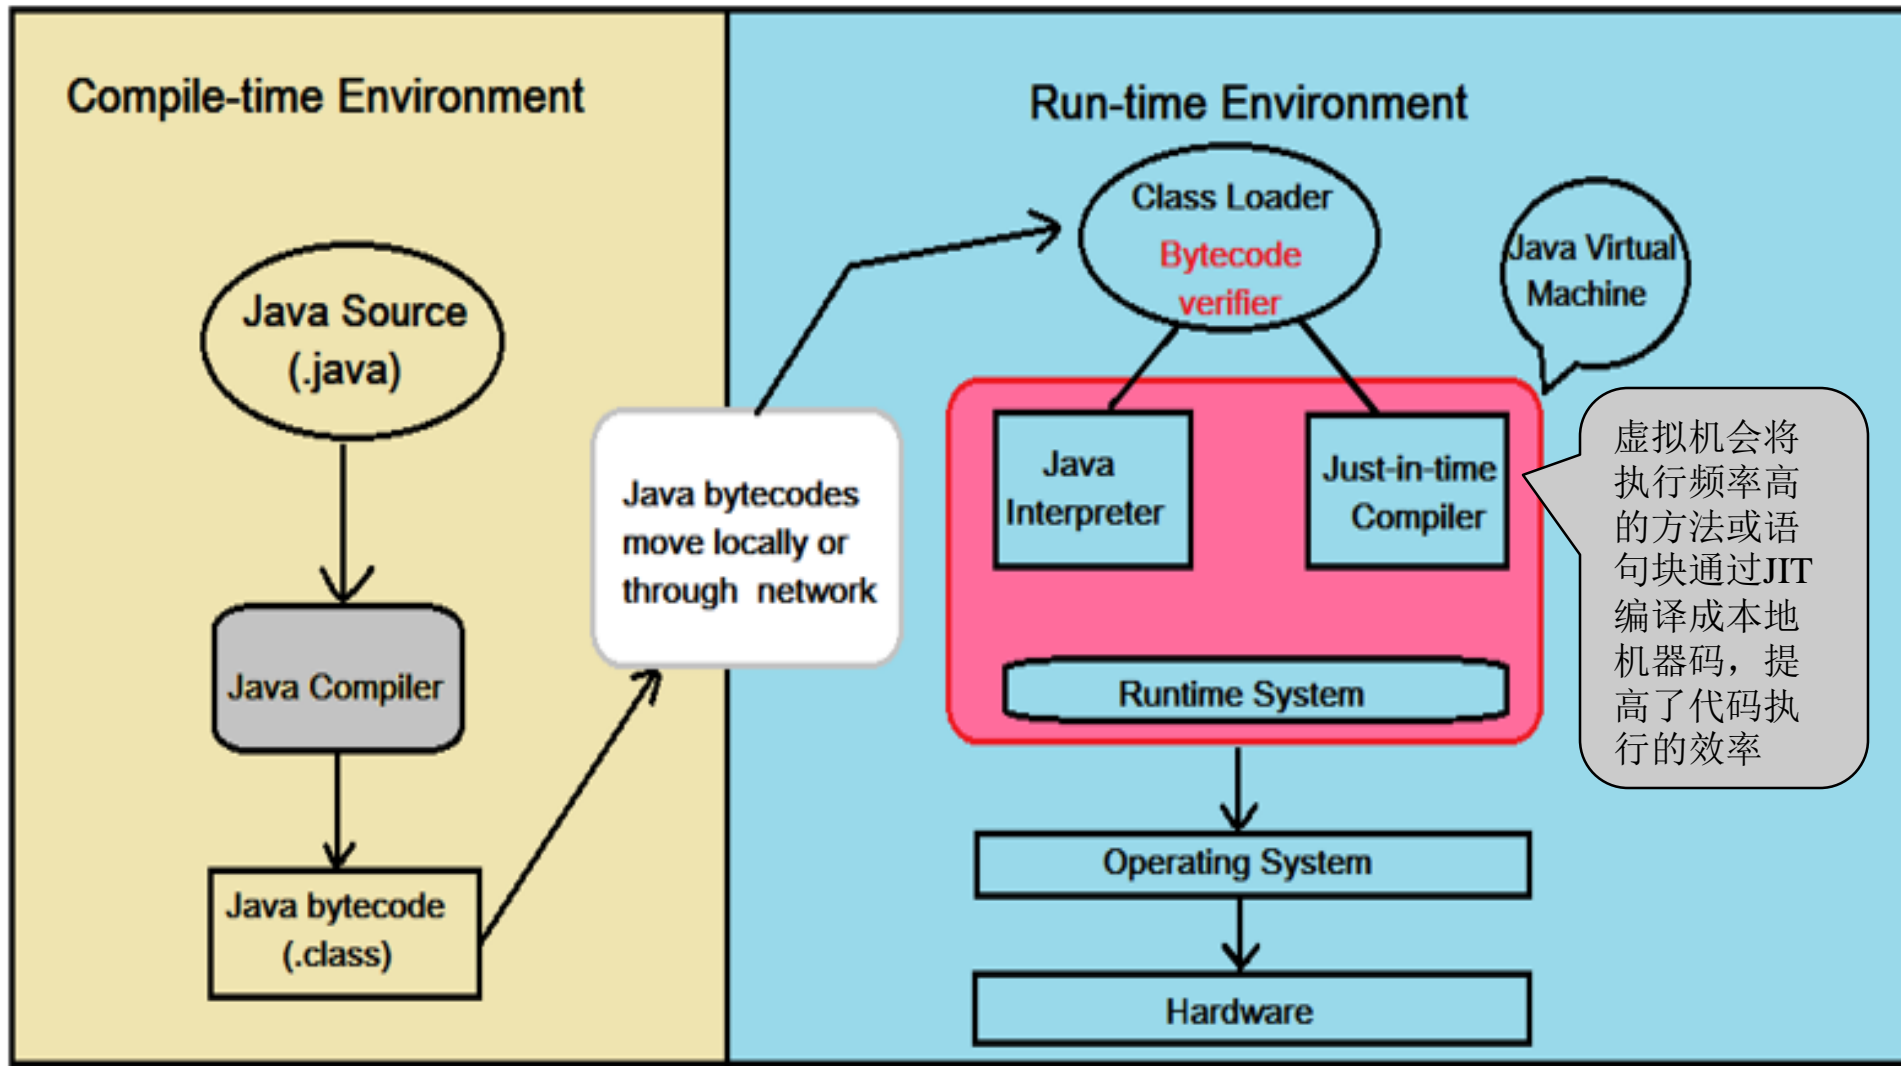 Compile-time Environment
Java Source
(.java)
Java Compiler
Java bytecode
(.class)
Java bytecodes
move locally or
through network
Run-time Environment
Class Loader
Bytecode
verifier
Java Virtual
Machine
Java
Interpreter
Just-in-time
Compiler
虚拟机会将
执行频率高
的方法或语
句块通过JIT
编译成本地
机器码，提
高了代码执
行的效率
Runtime System
Operating System
Hardware